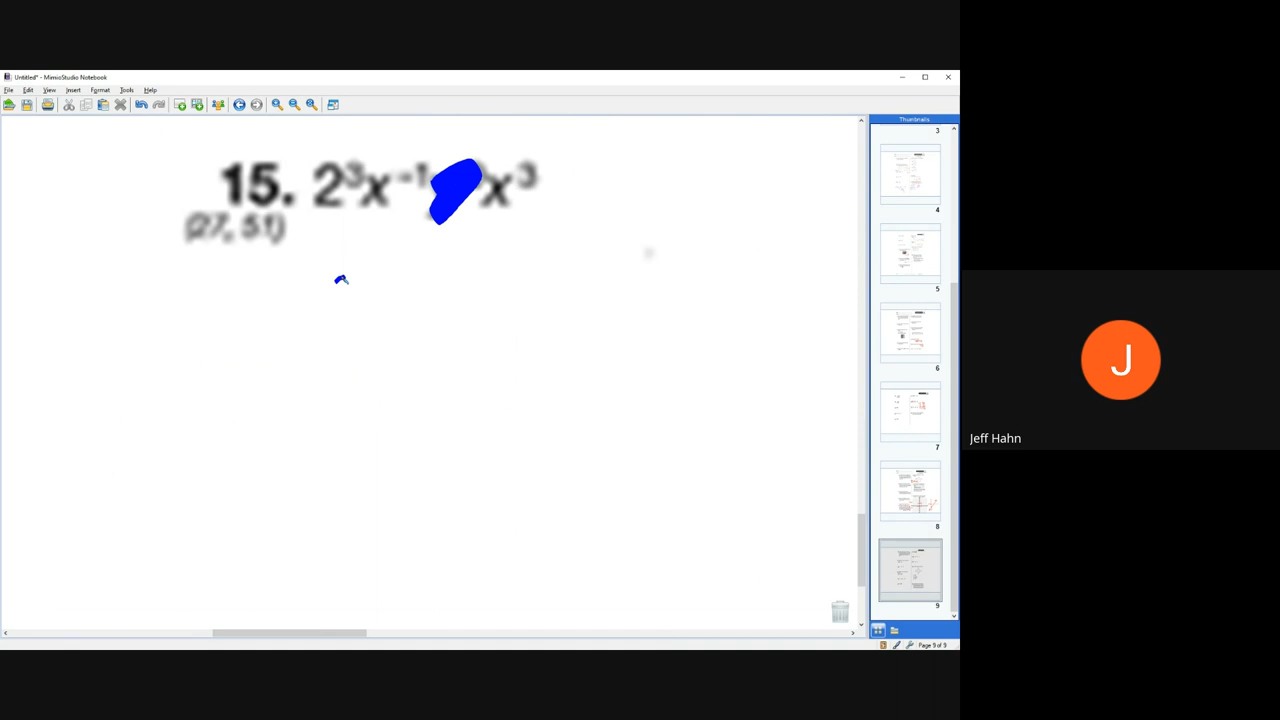 Untitled* - MimioStudio Notebook
File Edit View Insert Format Tools Help
Thumbnails
15. 2³x⁻¹ x³
(27, 51)
3
4
5
6
7
8
9
Page 9 of 9
J
Jeff Hahn